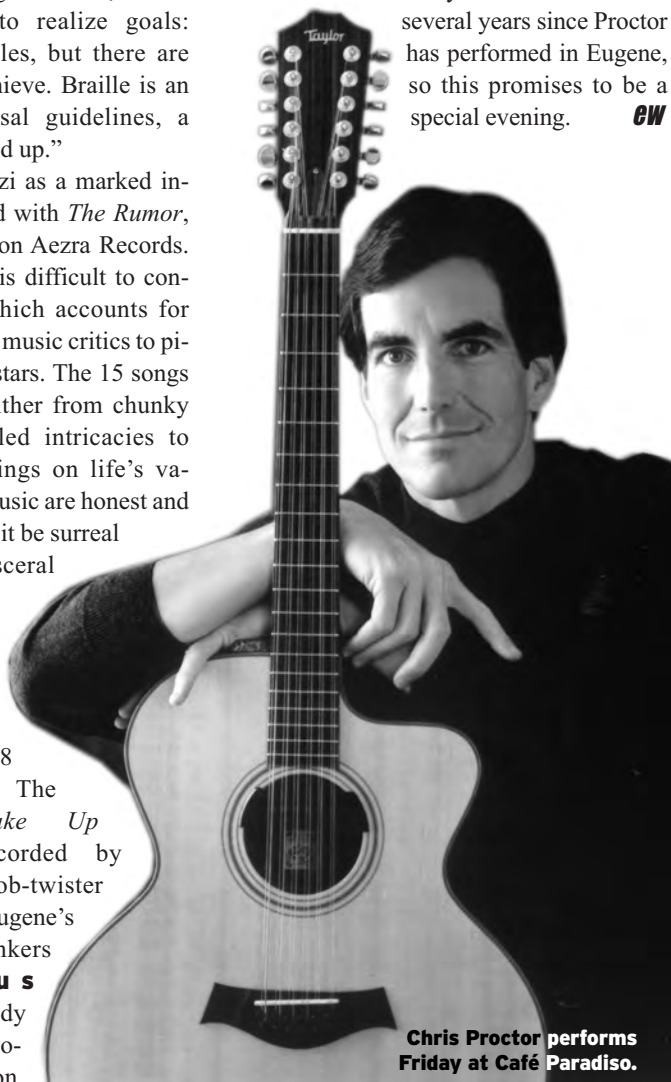 to realize goals:
les, but there are
hieve. Braille is an
sal guidelines, a
d up.”
zi as a marked in-
d with The Rumor,
on Aezra Records.
is difficult to con-
hich accounts for
music critics to pi-
stars. The 15 songs
ither from chunky
led intricacies to
ings on life’s va-
usic are honest and
it be surreal
sceral
8
The
ake Up
corded by
ob-twister
ugene’s
nkers
u s
dy
o-
on
Taylor
several years since Proctor
has performed in Eugene,
so this promises to be a
special evening. ew
Chris Proctor performs
Friday at Café Paradiso.